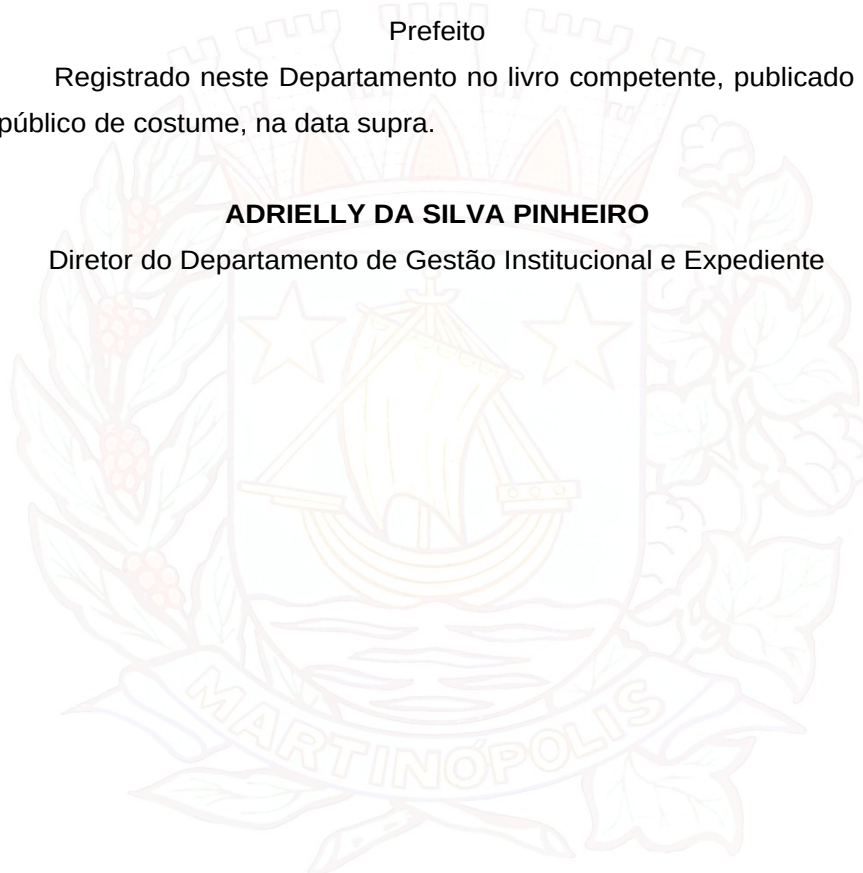 Prefeito
Registrado neste Departamento no livro competente, publicado
público de costume, na data supra.
ADRIELLY DA SILVA PINHEIRO
Diretor do Departamento de Gestão Institucional e Expediente
MARTINÓPOLIS